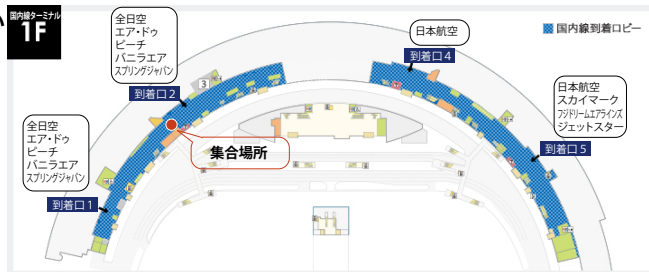 国内線ターミナル
1F
全日空
エア・ドゥ
ピーチ
バニラエア
スプリングジャパン
到着口2
3
全日空
エア・ドゥ
ピーチ
バニラエア
スプリングジャパン
到着口1
集合場所
日本航空
到着口4
国内線到着ロビー
日本航空
スカイマーク
フジドリームエアラインズ
ジェットスター
到着口5